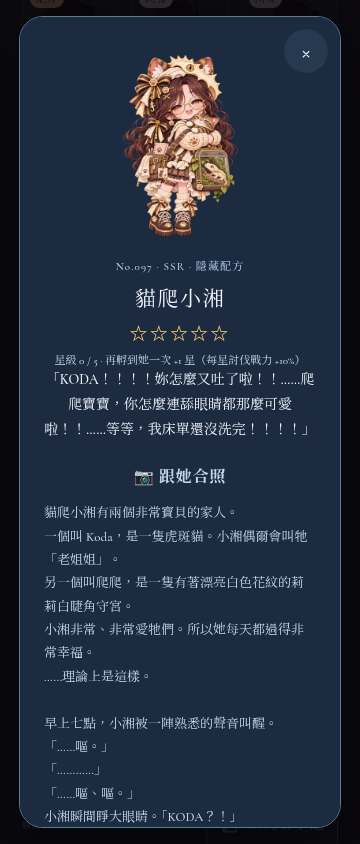 ×
No.097 · SSR · 隱藏配方
貓爬小湘
☆☆☆☆☆
星級 0 / 5 · 再孵到她一次 +1 星（每星討伐戰力 +10%）
「KODA！！！！妳怎麼又吐了啦！！……爬
爬寶寶，你怎麼連舔眼睛都那麼可愛
啦！！……等等，我床單還沒洗完！！！！」
📷 跟她合照
貓爬小湘有兩個非常寶貝的家人。
一個叫 Koda，是一隻虎斑貓。小湘偶爾會叫牠
「老姐姐」。
另一個叫爬爬，是一隻有著漂亮白色花紋的莉
莉白睫角守宮。
小湘非常、非常愛牠們。所以她每天都過得非
常幸福。
……理論上是這樣。
早上七點，小湘被一陣熟悉的聲音叫醒。
「……嘔。」
「…………」
「……嘔、嘔。」
小湘瞬間睜大眼睛。「KODA？！」